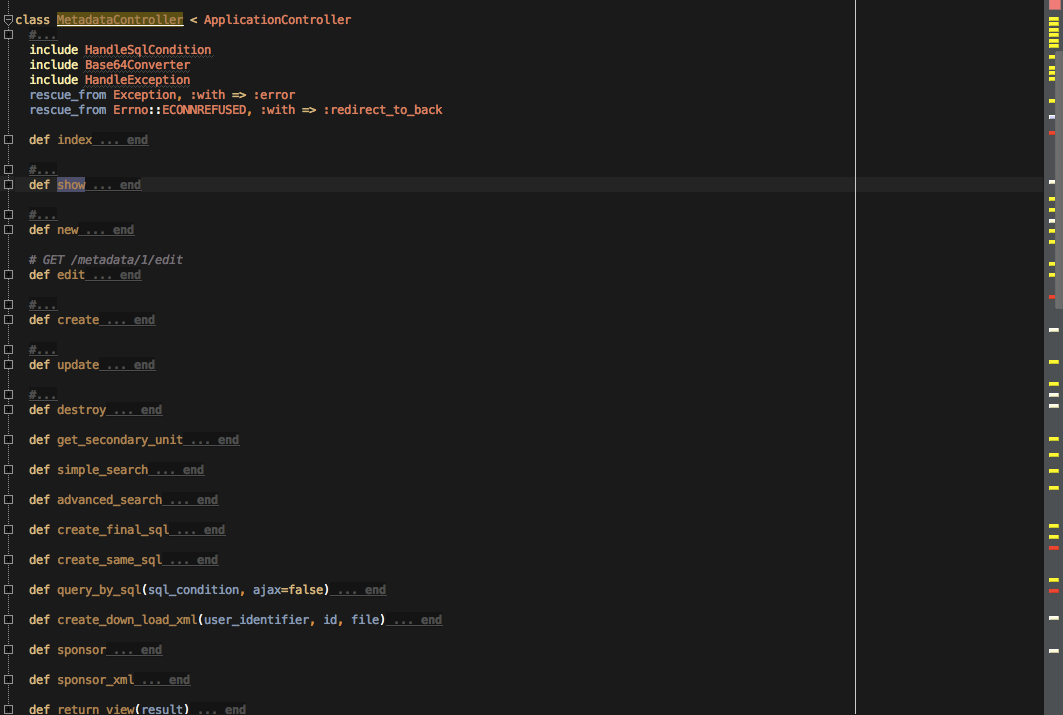 class MetadataController < ApplicationController
#...
include HandleSqlCondition
include Base64Converter
include HandleException
rescue_from Exception, :with => :error
rescue_from Errno::ECONNREFUSED, :with => :redirect_to_back
def index ... end
#...
def show ... end
#...
def new ... end
# GET /metadata/1/edit
def edit ... end
#...
def create ... end
#...
def update ... end
#...
def destroy ... end
def get_secondary_unit ... end
def simple_search ... end
def advanced_search ... end
def create_final_sql ... end
def create_same_sql ... end
def query_by_sql(sql_condition, ajax=false) ... end
def create_down_load_xml(user_identifier, id, file) ... end
def sponsor ... end
def sponsor_xml ... end
def return_view(result) ... end